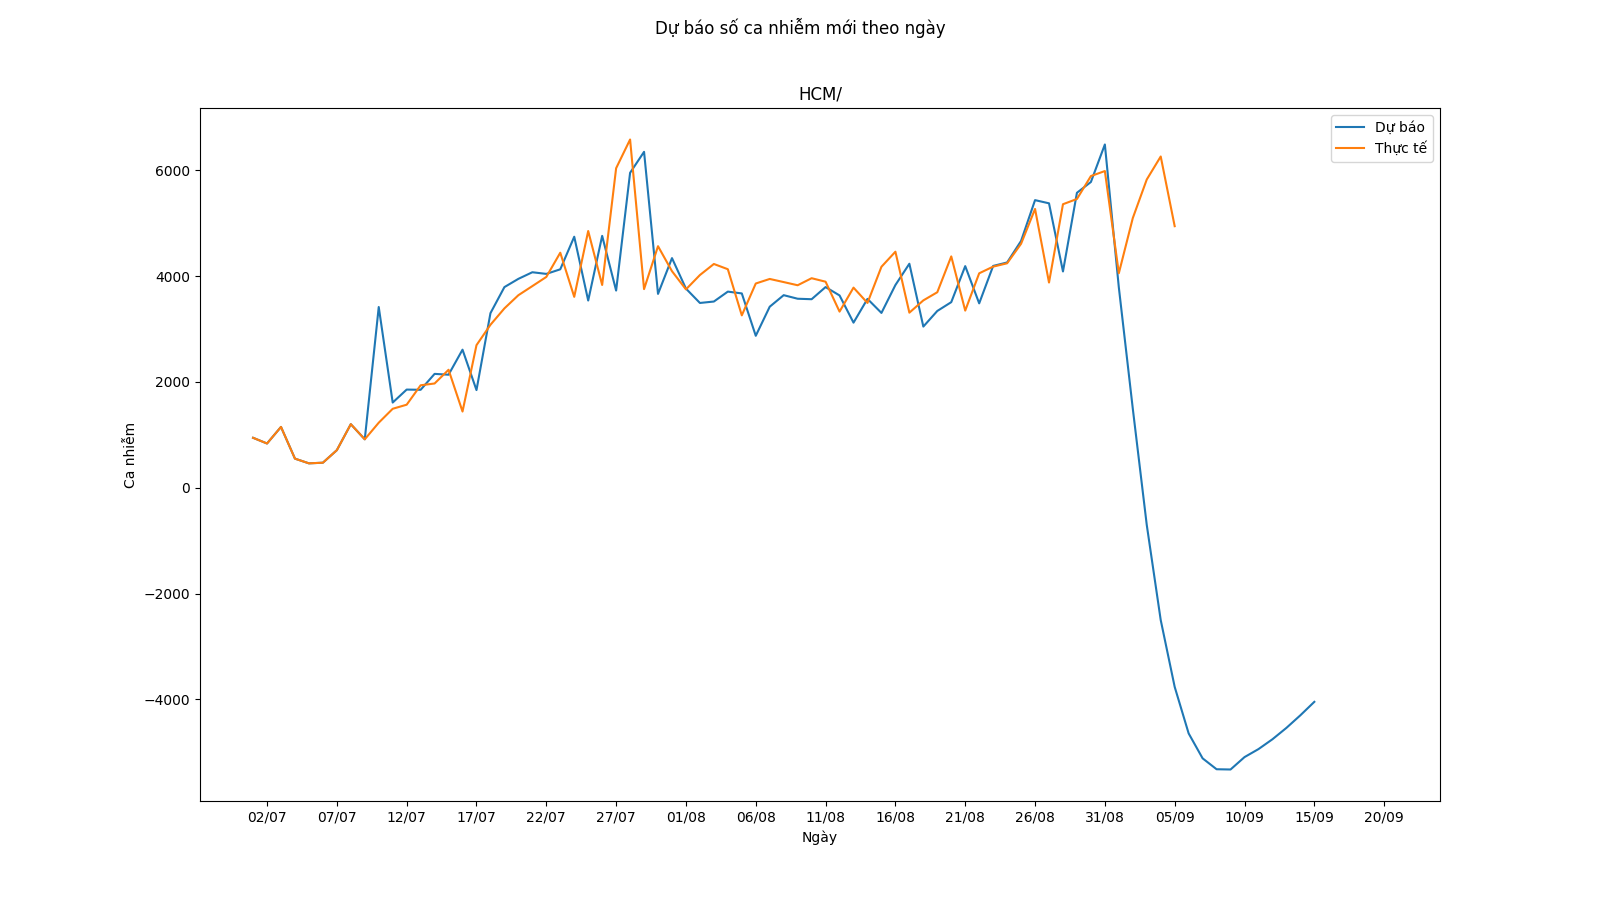 Dự báo số ca nhiễm mới theo ngày
HCM/
Dự báo
Thực tế
6000
4000
2000
0
−2000
−4000
Ca nhiễm
02/07 07/07 12/07 17/07 22/07 27/07 01/08 06/08 11/08 16/08 21/08 26/08 31/08 05/09 10/09 15/09 20/09
Ngày